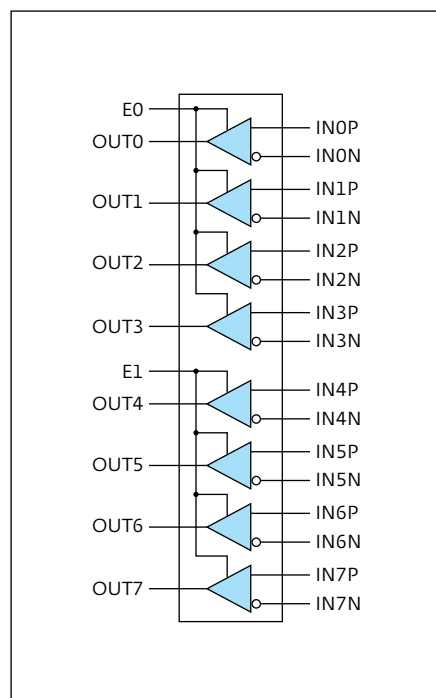 E0
IN0P
OUT0
IN0N
IN1P
OUT1
IN1N
IN2P
OUT2
IN2N
IN3P
OUT3
IN3N
E1
IN4P
OUT4
IN4N
IN5P
OUT5
IN5N
IN6P
OUT6
IN6N
IN7P
OUT7
IN7N